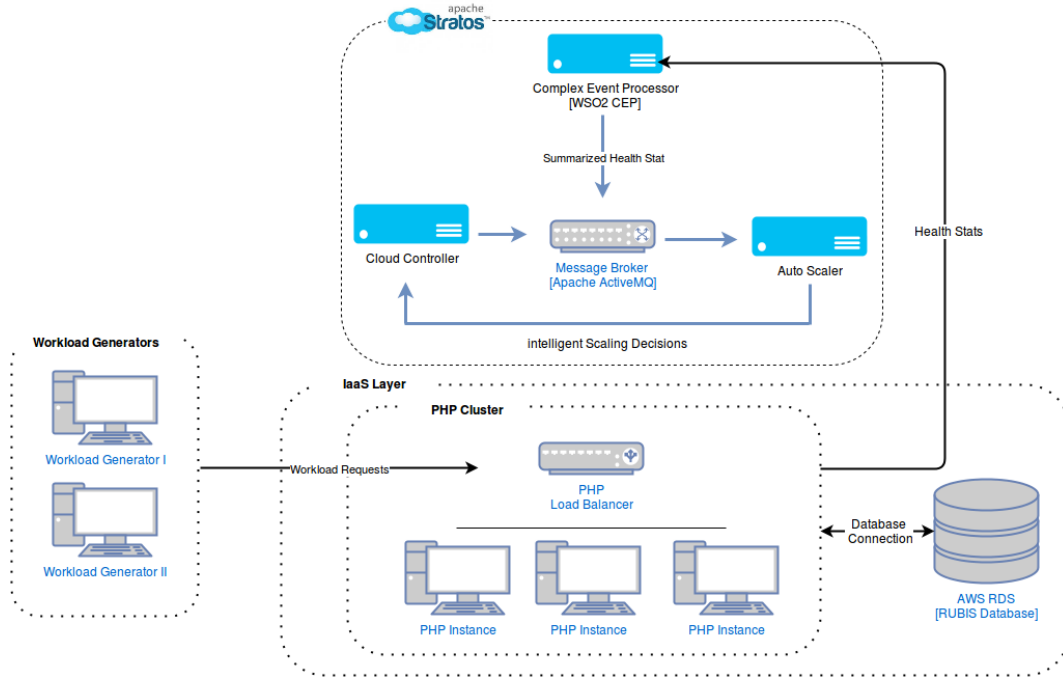 apache
Stratos™
Complex Event Processor
[WSO2 CEP]
Summarized Health Stat
Cloud Controller
Message Broker
[Apache ActiveMQ]
Auto Scaler
Health Stats
intelligent Scaling Decisions
Workload Generators
Workload Generator I
Workload Generator II
IaaS Layer
PHP Cluster
Workload Requests
PHP
Load Balancer
PHP Instance
PHP Instance
PHP Instance
Database
Connection
AWS RDS
[RUBIS Database]